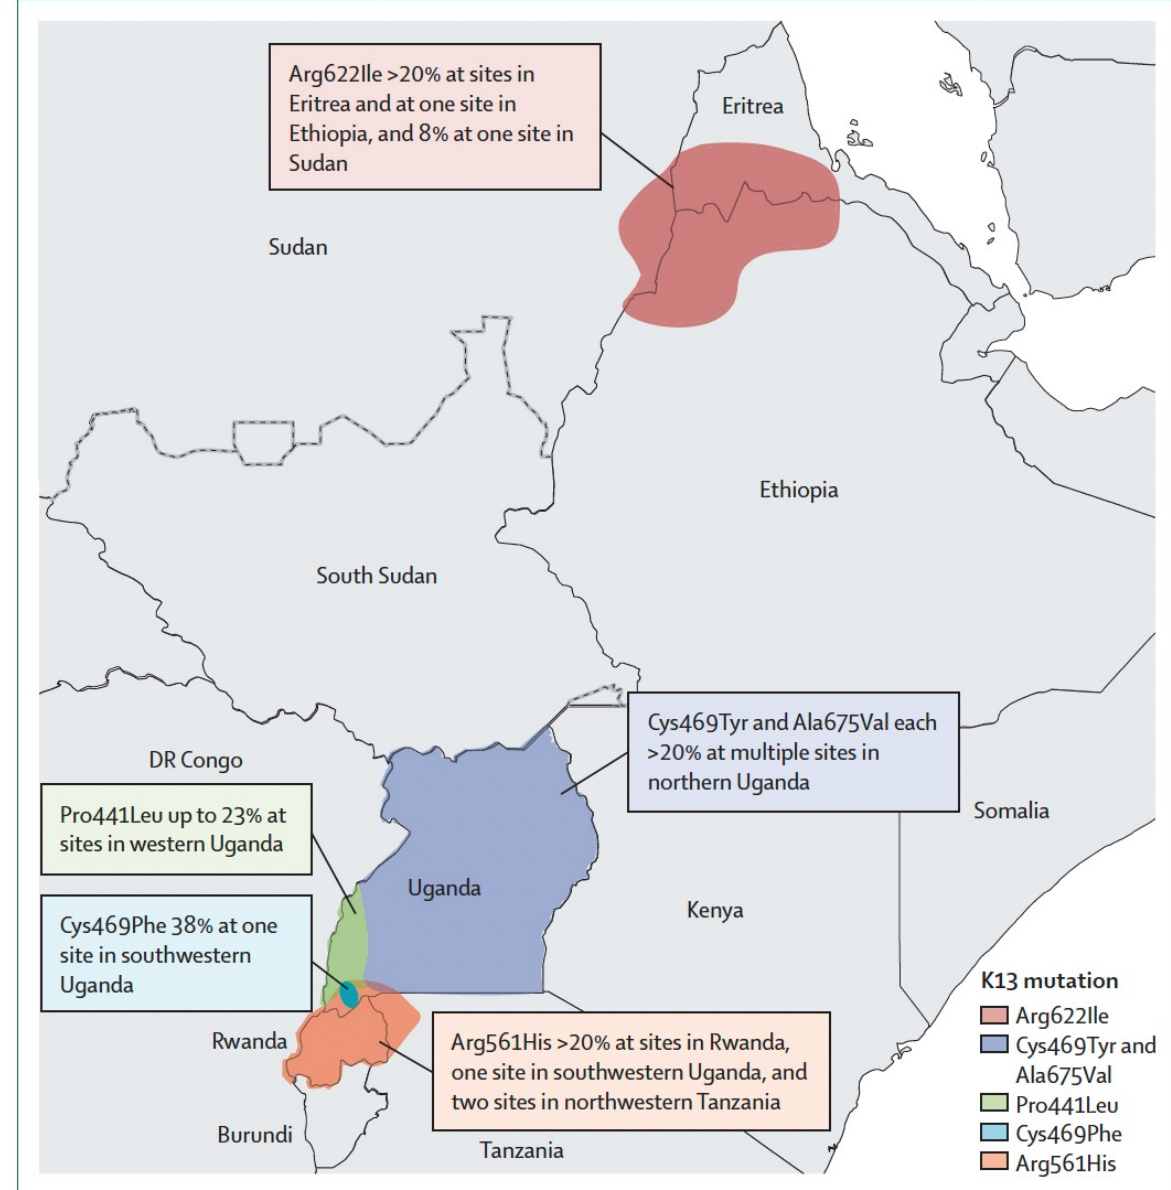 Arg622Ile >20% at sites in
Eritrea and at one site in
Ethiopia, and 8% at one site in
Sudan
Eritrea
Sudan
Ethiopia
South Sudan
Cys469Tyr and Ala675Val each
>20% at multiple sites in
northern Uganda
DR Congo
Pro441Leu up to 23% at
sites in western Uganda
Somalia
Uganda
Kenya
Cys469Phe 38% at one
site in southwestern
Uganda
Rwanda
Arg561His >20% at sites in Rwanda,
one site in southwestern Uganda, and
two sites in northwestern Tanzania
Burundi
Tanzania
K13 mutation
Arg622Ile
Cys469Tyr and
Ala675Val
Pro441Leu
Cys469Phe
Arg561His